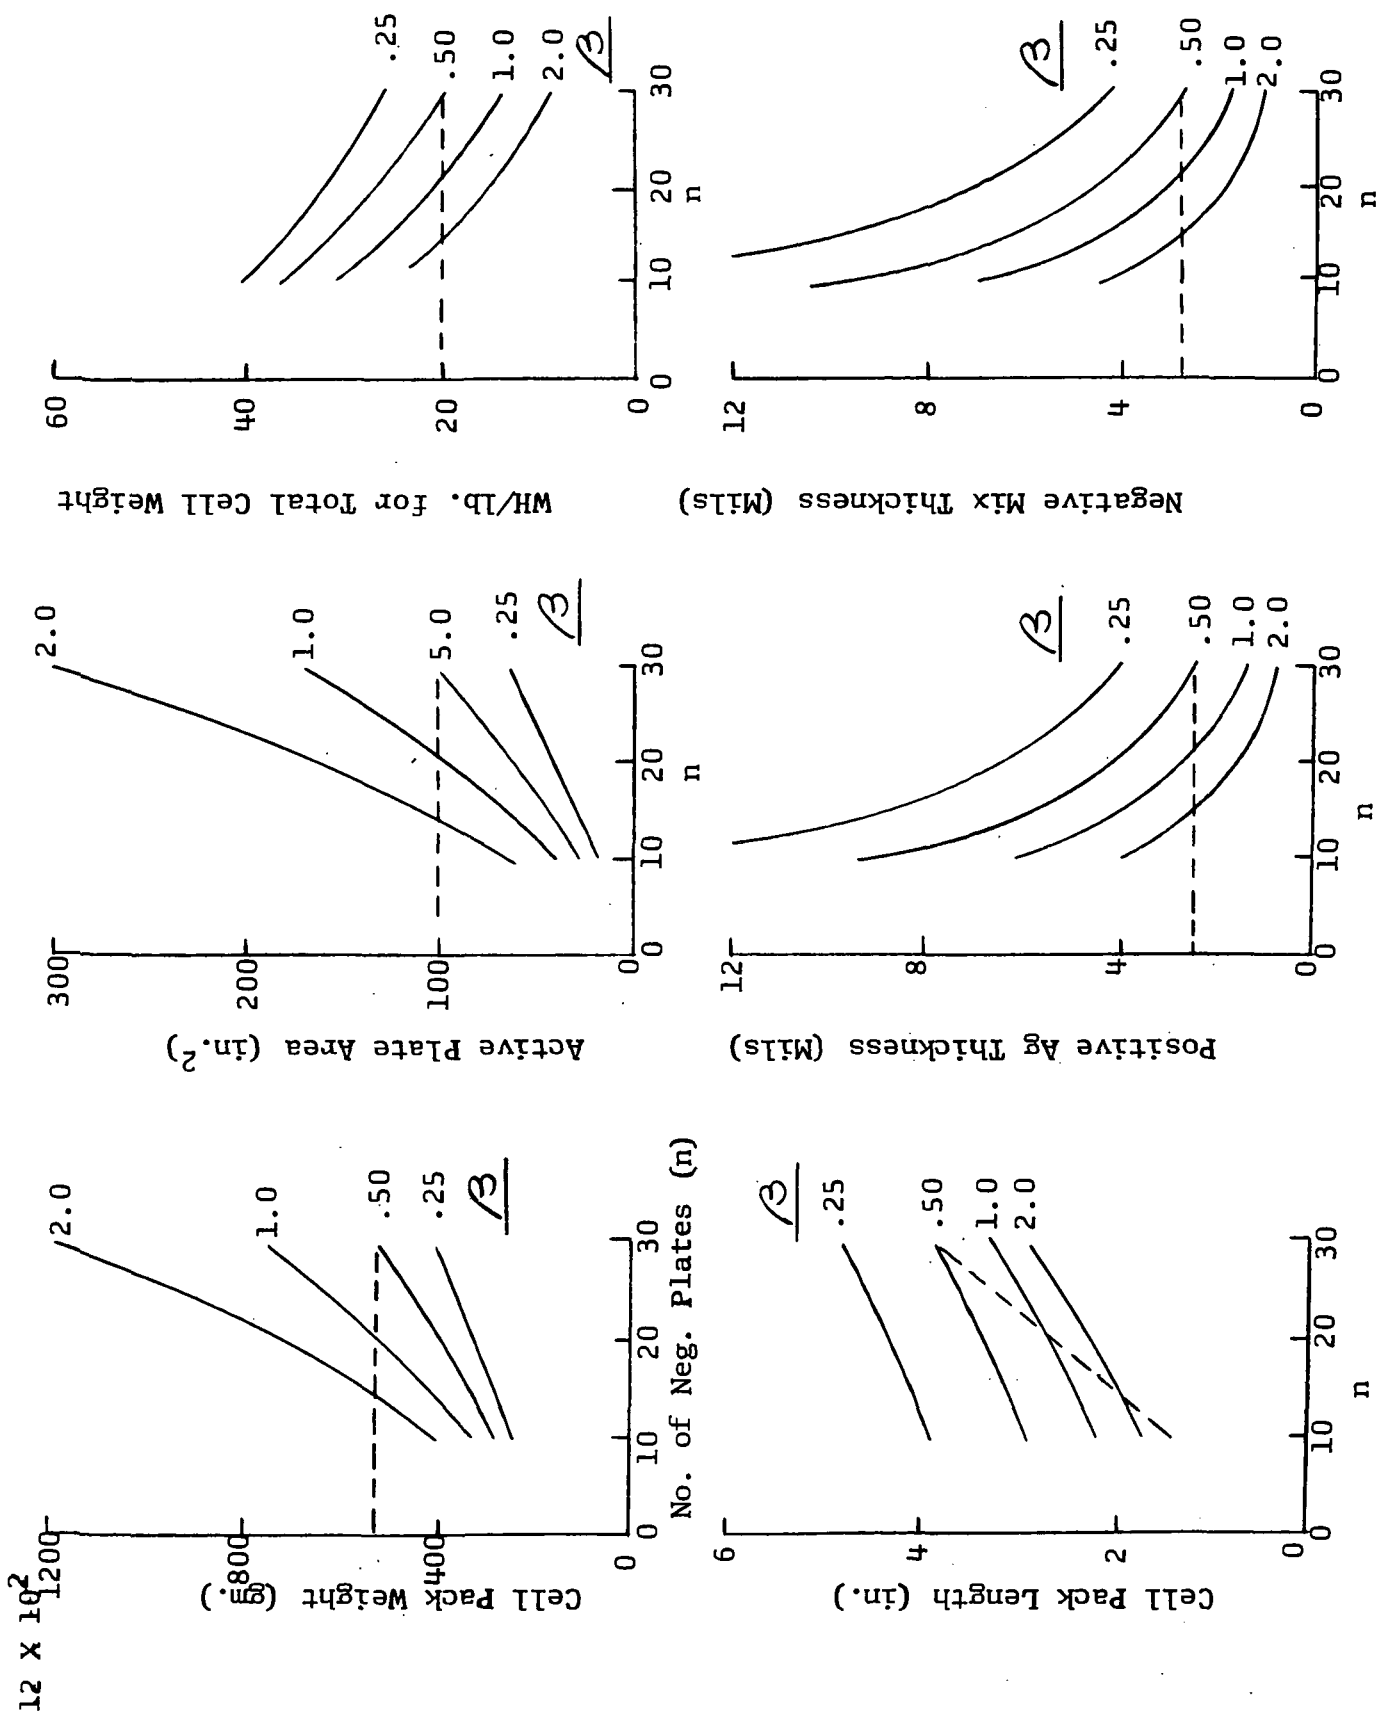 12 X 10²
1200
800
400
0
Cell Pack Weight (gm.)
0 10 20 30
No. of Neg. Plates (n)
2.0
1.0
.50
.25
β
300
200
100
0
Active Plate Area (in.²)
0 10 20 30
n
2.0
1.0
5.0
.25
β
60
40
20
0
WH/lb. for Total Cell Weight
0 10 20 30
n
.25
.50
1.0
2.0
β
6
4
2
0
Cell Pack Length (in.)
0 10 20 30
n
β
.25
.50
1.0
2.0
12
8
4
0
Positive Ag Thickness (Mils)
0 10 20 30
n
β
.25
.50
1.0
2.0
12
8
4
0
Negative Mix Thickness (Mils)
0 10 20 30
n
β
.25
.50
1.0
2.0